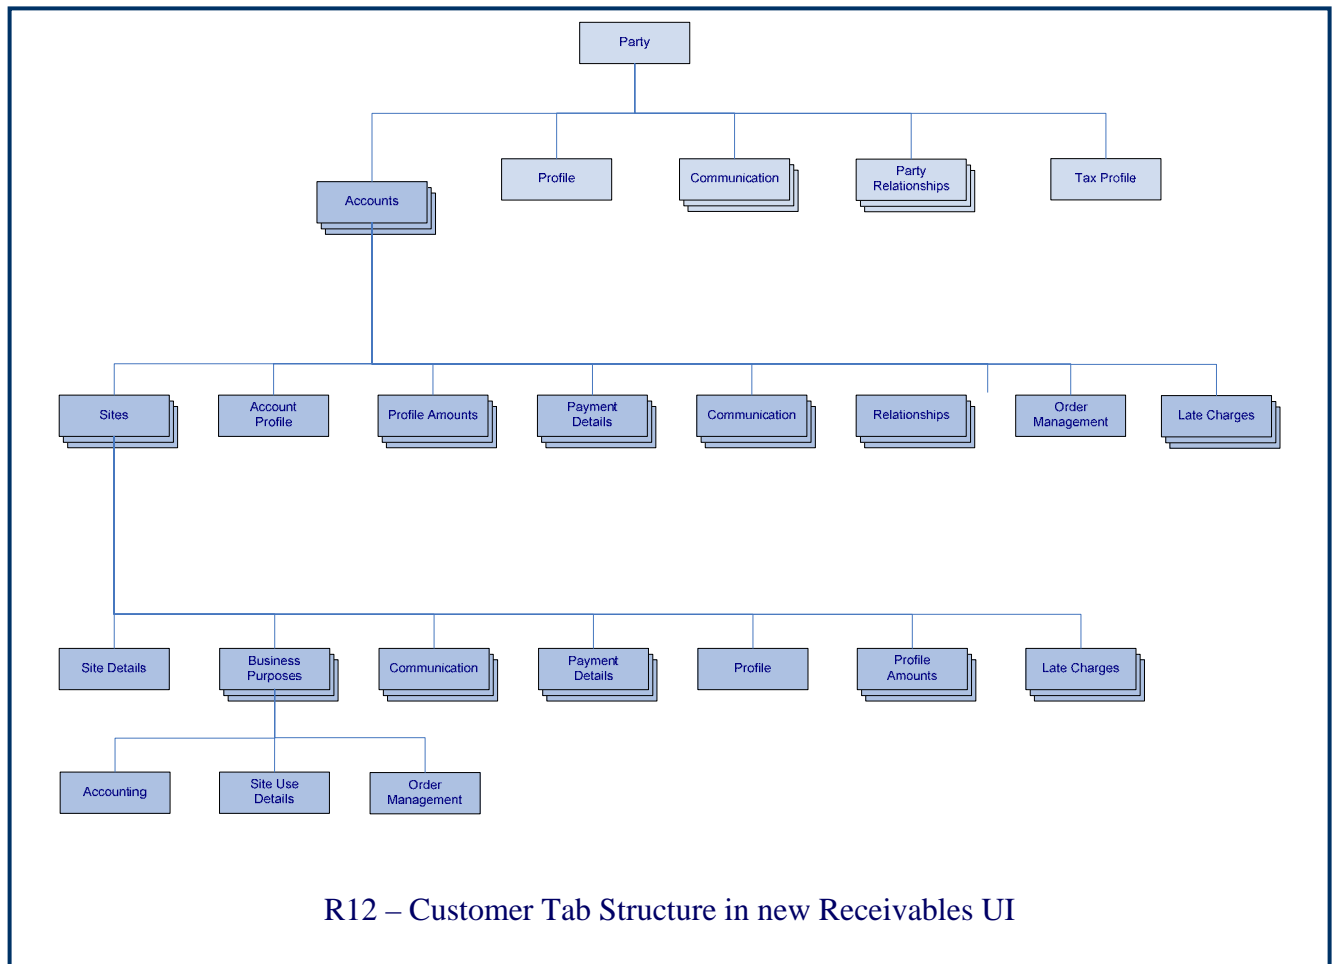 Party
Profile
Communication
Party
Relationships
Tax Profile
Accounts
Sites
Account
Profile
Profile Amounts
Payment
Details
Communication
Relationships
Order
Management
Late Charges
Site Details
Business
Purposes
Communication
Payment
Details
Profile
Profile
Amounts
Late Charges
Accounting
Site Use
Details
Order
Management
R12 – Customer Tab Structure in new Receivables UI